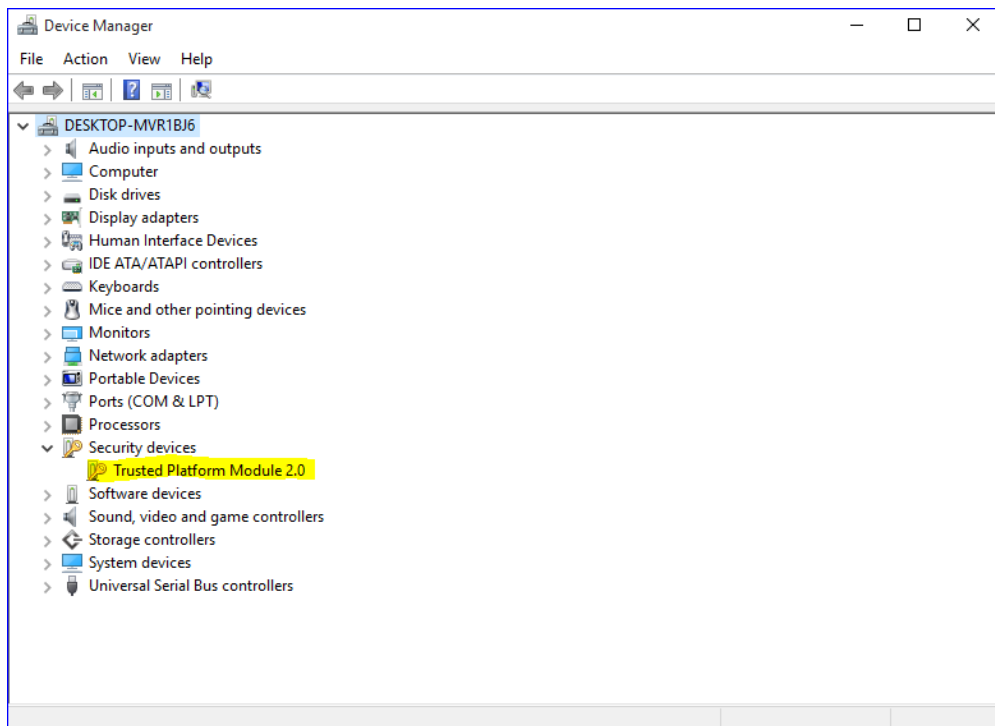 Device Manager
File Action View Help
DESKTOP-MVR1BJ6
Audio inputs and outputs
Computer
Disk drives
Display adapters
Human Interface Devices
IDE ATA/ATAPI controllers
Keyboards
Mice and other pointing devices
Monitors
Network adapters
Portable Devices
Ports (COM & LPT)
Processors
Security devices
Trusted Platform Module 2.0
Software devices
Sound, video and game controllers
Storage controllers
System devices
Universal Serial Bus controllers